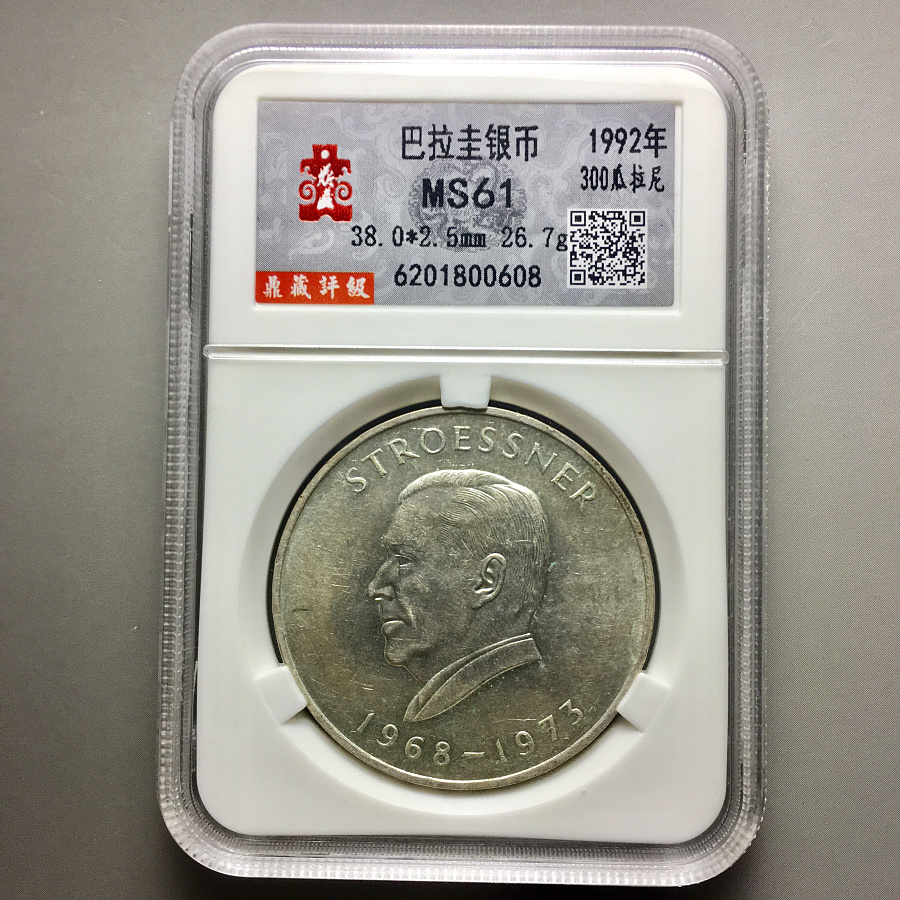 巴拉圭银币 1992年
MS61 300瓜拉尼
38.0*2.5mm 26.7g
鼎藏評級 6201800608
STROESSNER
1968-1973